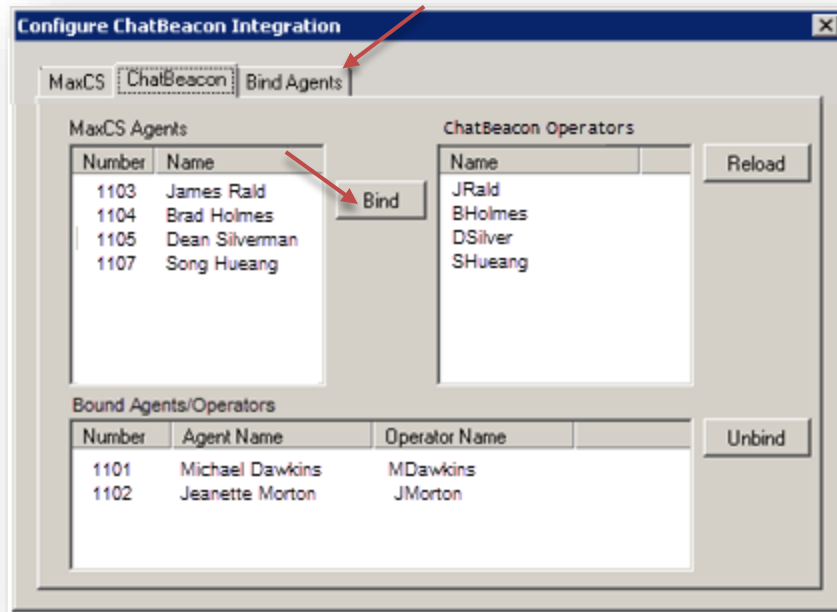 Configure ChatBeacon Integration
MaxCS ChatBeacon Bind Agents
MaxCS Agents
Number Name
1103 James Rald
1104 Brad Holmes
1105 Dean Silverman
1107 Song Hueang
Bind
ChatBeacon Operators
Name
JRald
BHolmes
DSilver
SHueang
Reload
Bound Agents/Operators
Number Agent Name Operator Name
1101 Michael Dawkins MDawkins
1102 Jeanette Morton JMorton
Unbind